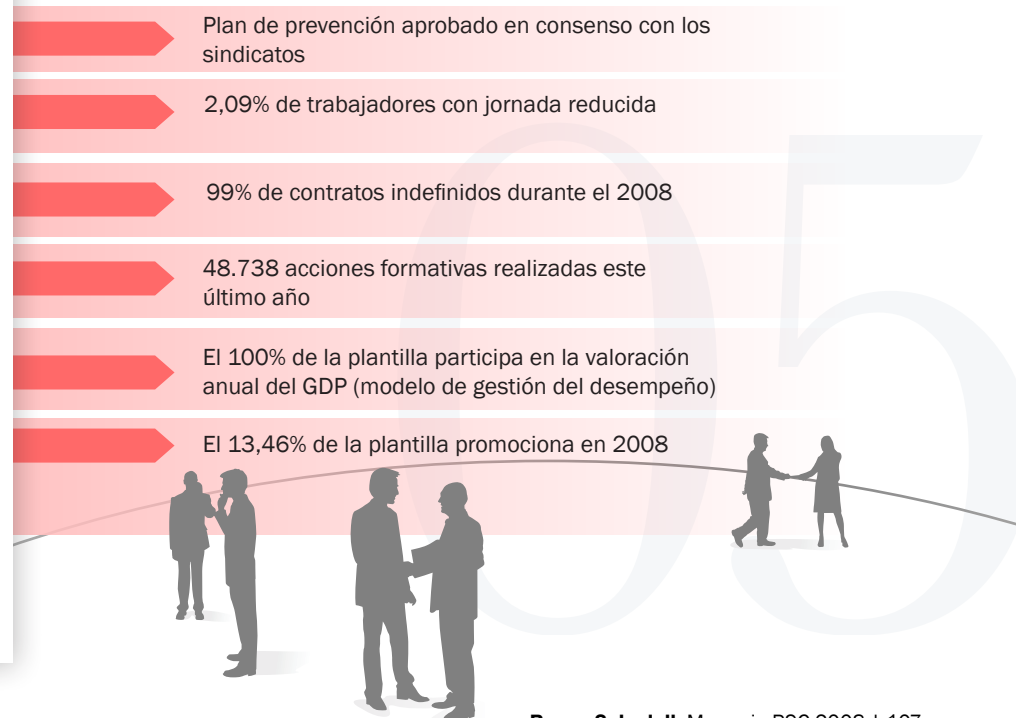 Plan de prevención aprobado en consenso con los
sindicatos
2,09% de trabajadores con jornada reducida
99% de contratos indefinidos durante el 2008
48.738 acciones formativas realizadas este
último año
El 100% de la plantilla participa en la valoración
anual del GDP (modelo de gestión del desempeño)
El 13,46% de la plantilla promociona en 2008
05